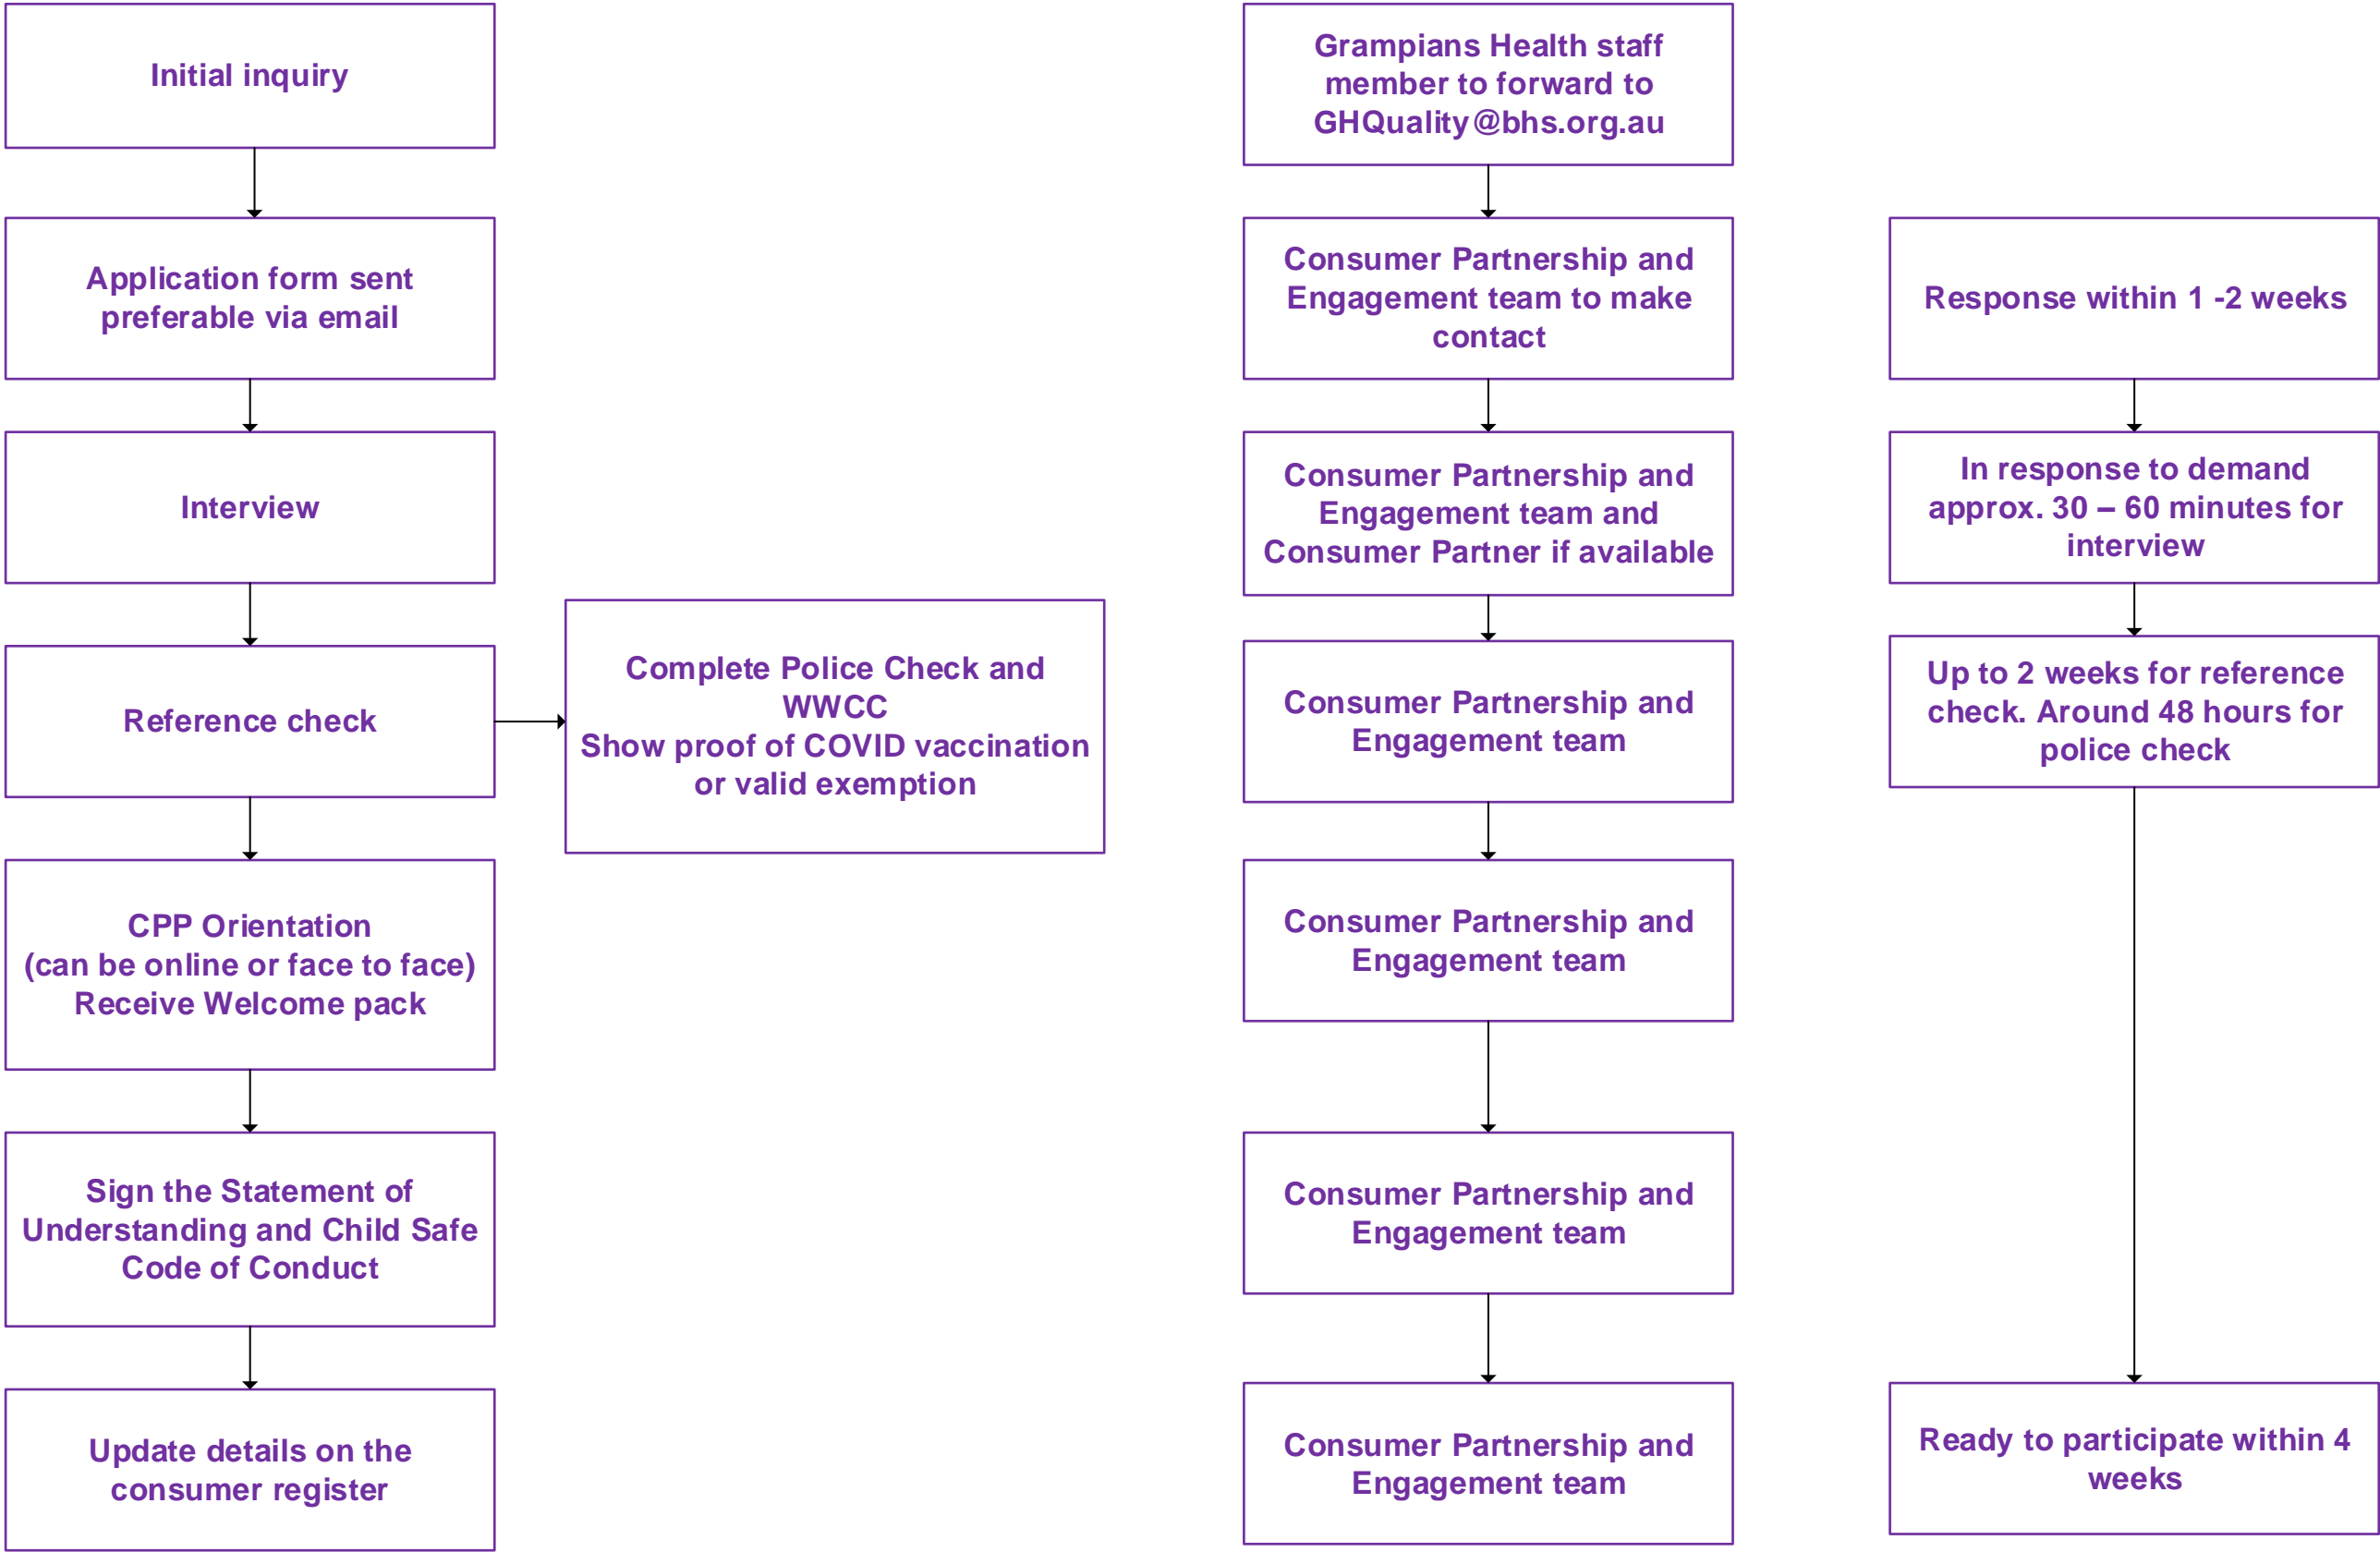 Initial inquiry
Application form sent
preferable via email
Interview
Reference check
Complete Police Check and
WWCC
Show proof of COVID vaccination
or valid exemption
CPP Orientation
(can be online or face to face)
Receive Welcome pack
Sign the Statement of
Understanding and Child Safe
Code of Conduct
Update details on the
consumer register
Grampians Health staff
member to forward to
GHQuality@bhs.org.au
Consumer Partnership and
Engagement team to make
contact
Consumer Partnership and
Engagement team and
Consumer Partner if available
Consumer Partnership and
Engagement team
Consumer Partnership and
Engagement team
Consumer Partnership and
Engagement team
Consumer Partnership and
Engagement team
Response within 1 -2 weeks
In response to demand
approx. 30 – 60 minutes for
interview
Up to 2 weeks for reference
check. Around 48 hours for
police check
Ready to participate within 4
weeks